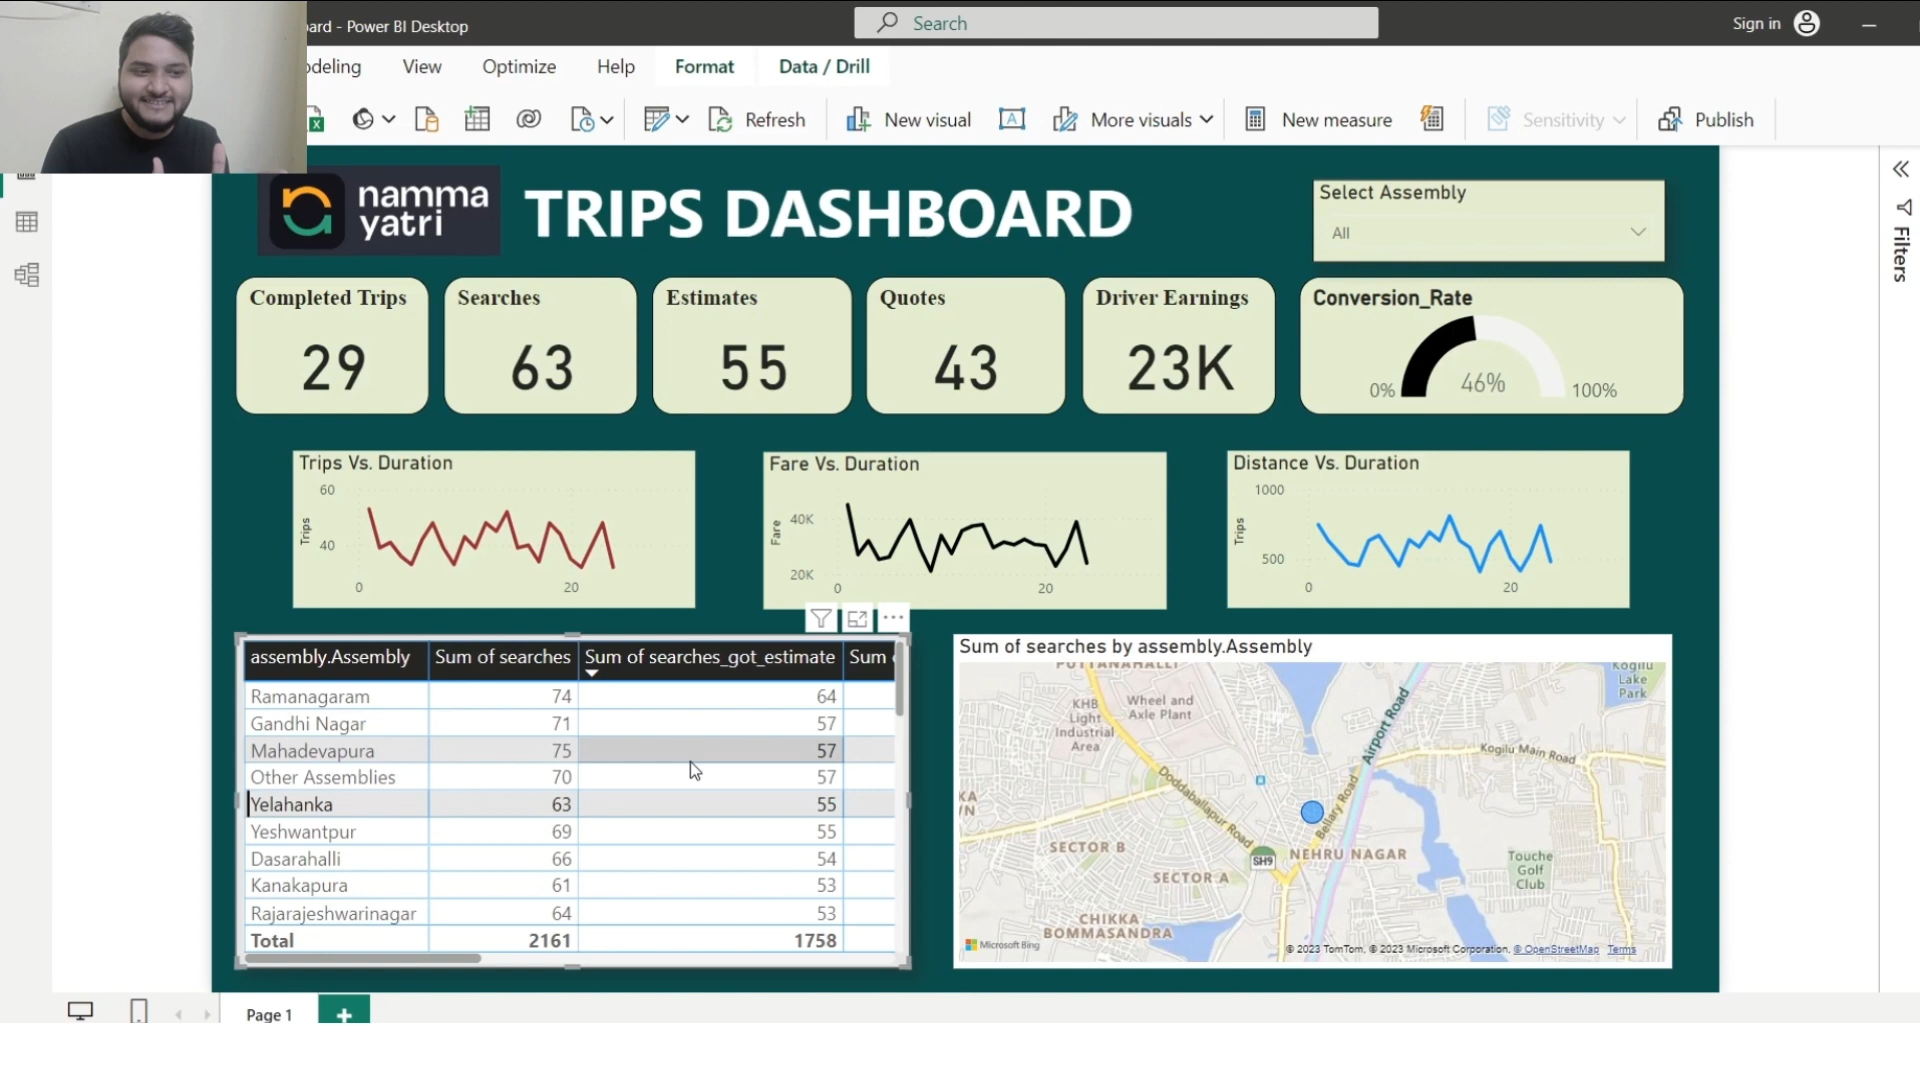 ard - Power BI Desktop
Search
Sign in
odeling View Optimize Help Format Data / Drill
Refresh New visual More visuals New measure Sensitivity Publish
namma
yatri
TRIPS DASHBOARD
Select Assembly
All
Filters
Completed Trips
29
Searches
63
Estimates
55
Quotes
43
Driver Earnings
23K
Conversion_Rate
0% 46% 100%
Trips Vs. Duration
Trips
60
40
0 20
Fare Vs. Duration
Fare
40K
20K
0 20
Distance Vs. Duration
Trips
1000
500
0 20
assembly.Assembly Sum of searches Sum of searches_got_estimate Sum
Ramanagaram 74 64
Gandhi Nagar 71 57
Mahadevapura 75 57
Other Assemblies 70 57
Yelahanka 63 55
Yeshwantpur 69 55
Dasarahalli 66 54
Kanakapura 61 53
Rajarajeshwarinagar 64 53
Total 2161 1758
Sum of searches by assembly.Assembly
PUTTANAHALLI
KHB
Light
Industrial
Area
Wheel and
Axle Plant
Airport Road
Kogilu
Lake
Park
Kogilu Main Road
Doddaballapur Road
Bellary Road
SECTOR B
SH9
NEHRU NAGAR
SECTOR A
Touche
Golf
Club
CHIKKA
BOMMASANDRA
Microsoft Bing
© 2023 TomTom, © 2023 Microsoft Corporation, © OpenStreetMap Terms
Page 1